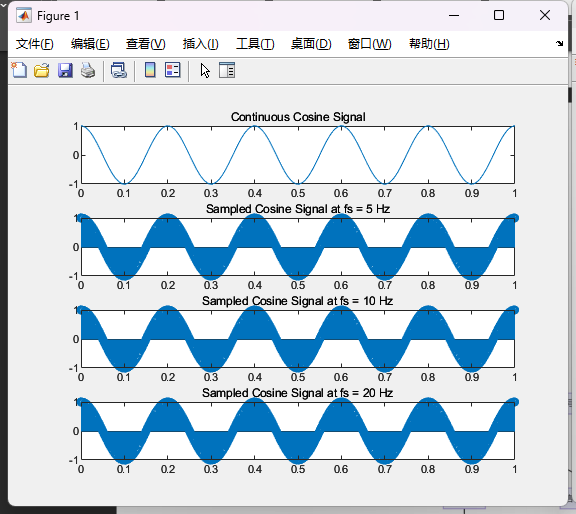 Figure 1
文件(F) 编辑(E) 查看(V) 插入(I) 工具(T) 桌面(D) 窗口(W) 帮助(H)
Continuous Cosine Signal
1
0
-1
0 0.1 0.2 0.3 0.4 0.5 0.6 0.7 0.8 0.9 1
Sampled Cosine Signal at fs = 5 Hz
1
0
-1
0 0.1 0.2 0.3 0.4 0.5 0.6 0.7 0.8 0.9 1
Sampled Cosine Signal at fs = 10 Hz
1
0
-1
0 0.1 0.2 0.3 0.4 0.5 0.6 0.7 0.8 0.9 1
Sampled Cosine Signal at fs = 20 Hz
1
0
-1
0 0.1 0.2 0.3 0.4 0.5 0.6 0.7 0.8 0.9 1